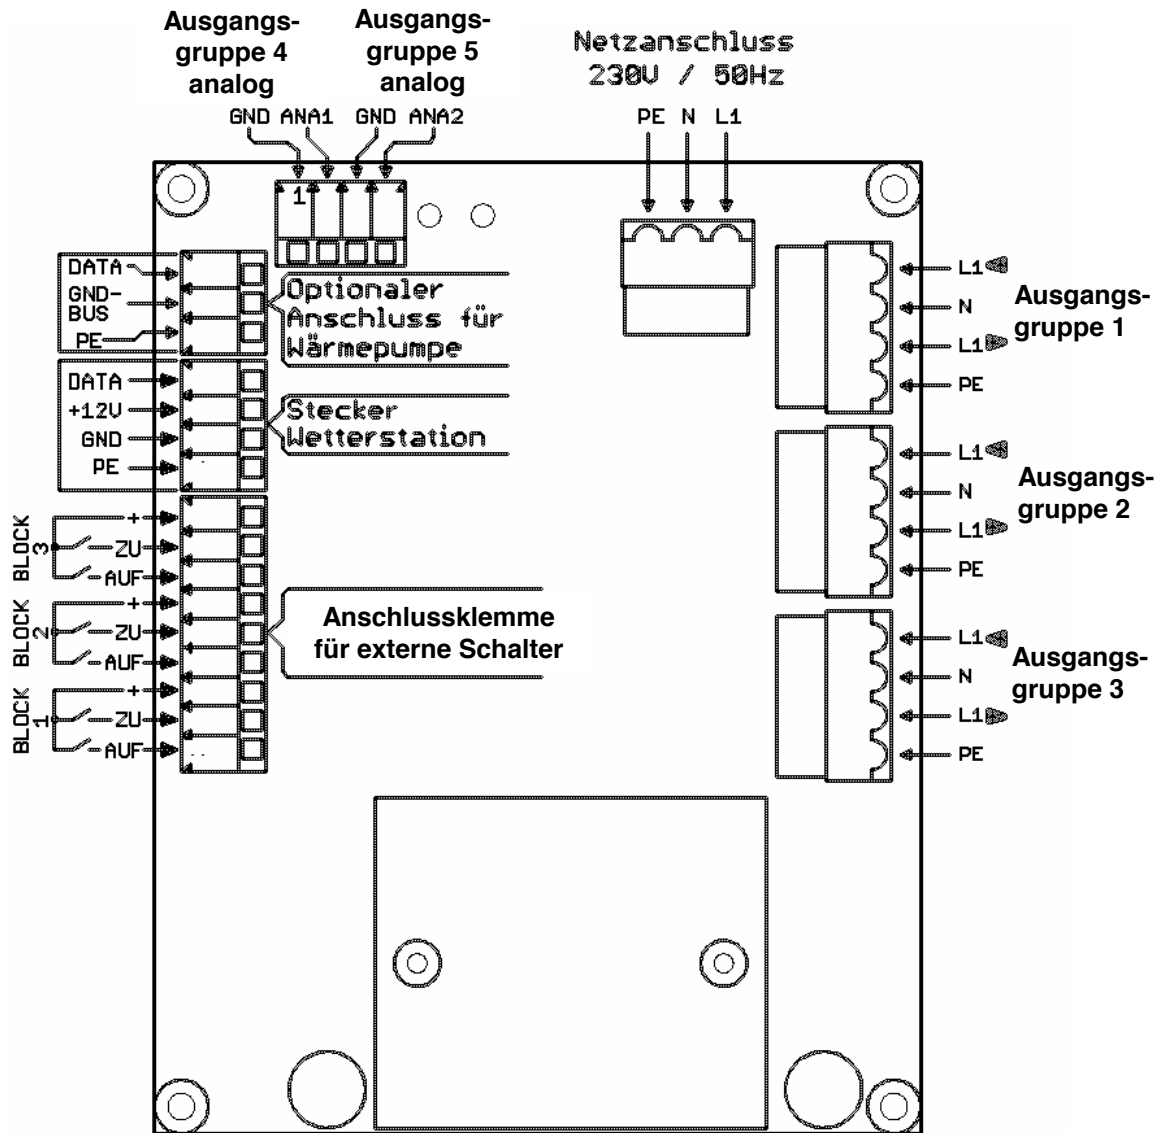 Ausgangs-
gruppe 4
analog
Ausgangs-
gruppe 5
analog
Netzanschluss
230V / 50Hz
GND ANA1 GND ANA2
PE N L1
1
DATA
GND-
BUS
PE
Optionaler
Anschluss für
Wärmepumpe
DATA
+12V
GND
PE
Stecker
Wetterstation
BLOCK
3
+
ZU
AUF
BLOCK
2
+
ZU
AUF
BLOCK
1
+
ZU
AUF
Anschlussklemme
für externe Schalter
L1
N
L1
PE
Ausgangs-
gruppe 1
L1
N
L1
PE
Ausgangs-
gruppe 2
L1
N
L1
PE
Ausgangs-
gruppe 3